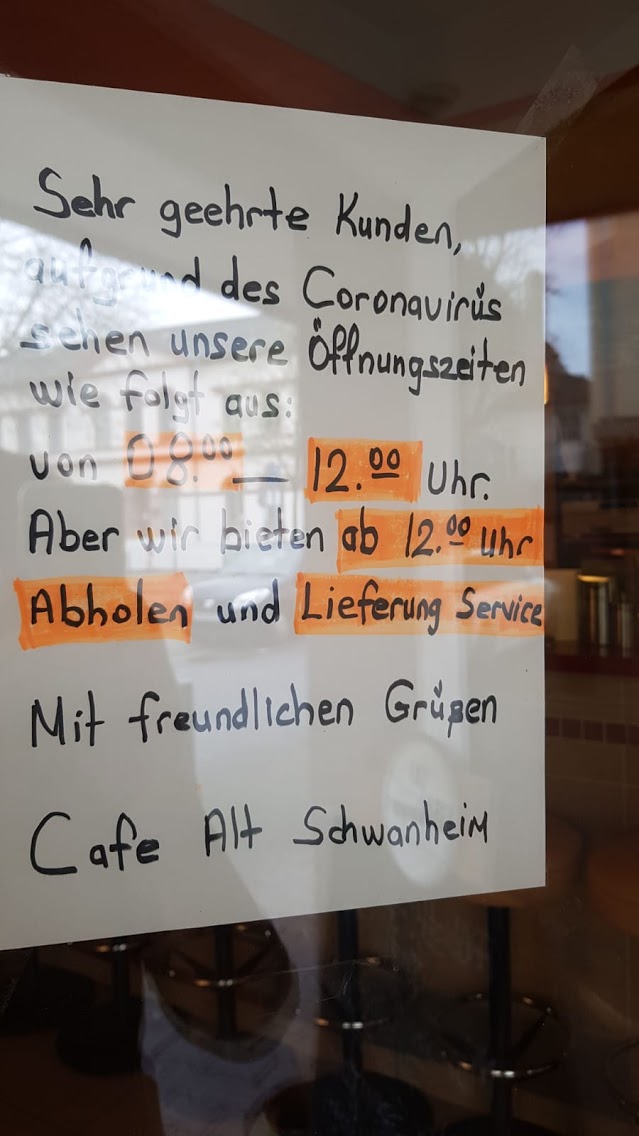 Sehr geehrte Kunden,
aufgrund des Coronavirüs
sehen unsere Öffnungszeiten
wie folgt aus:
von 08.00 — 12.00 Uhr.
Aber wir bieten ab 12.00 Uhr
Abholen und Lieferung Service
Mit freundlichen Grüßen
Cafe Alt Schwanheim